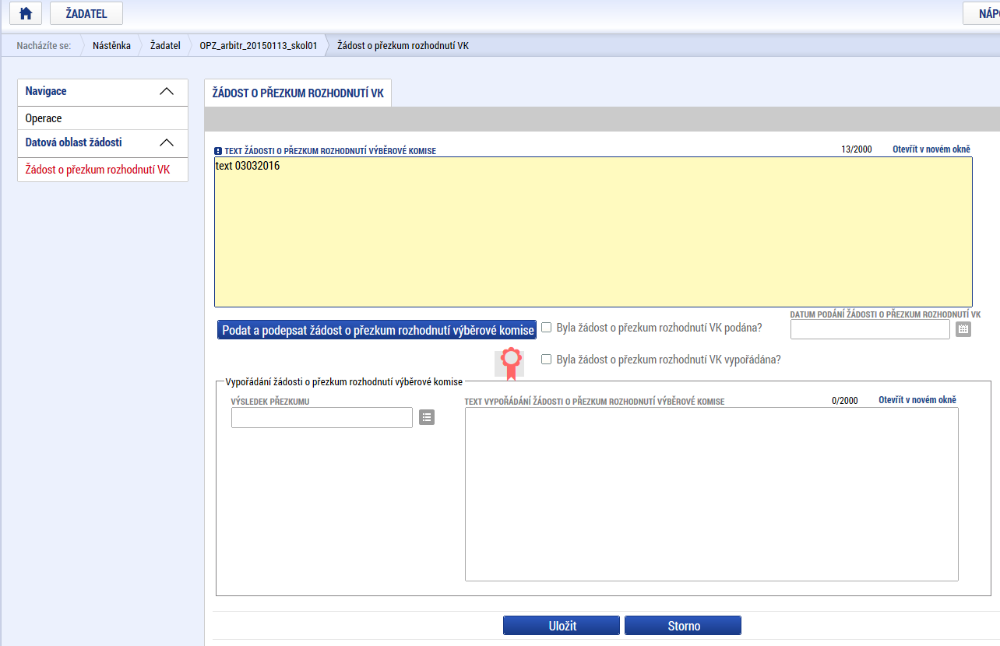 ŽADATEL
Nacházíte se: Nástěnka Žadatel OPZ_arbitr_20150113_skol01 Žádost o přezkum rozhodnutí VK
Navigace
Operace
Datová oblast žádosti
Žádost o přezkum rozhodnutí VK
ŽÁDOST O PŘEZKUM ROZHODNUTÍ VK
TEXT ŽÁDOSTI O PŘEZKUM ROZHODNUTÍ VÝBĚROVÉ KOMISE 13/2000 Otevřít v novém okně
text 03032016
DATUM PODÁNÍ ŽÁDOSTI O PŘEZKUM ROZHODNUTÍ VK
Podat a podepsat žádost o přezkum rozhodnutí výběrové komise Byla žádost o přezkum rozhodnutí VK podána?
Byla žádost o přezkum rozhodnutí VK vypořádána?
Vypořádání žádosti o přezkum rozhodnutí výběrové komise
VÝSLEDEK PŘEZKUMU TEXT VYPOŘÁDÁNÍ ŽÁDOSTI O PŘEZKUM ROZHODNUTÍ VÝBĚROVÉ KOMISE 0/2000 Otevřít v novém okně
Uložit Storno